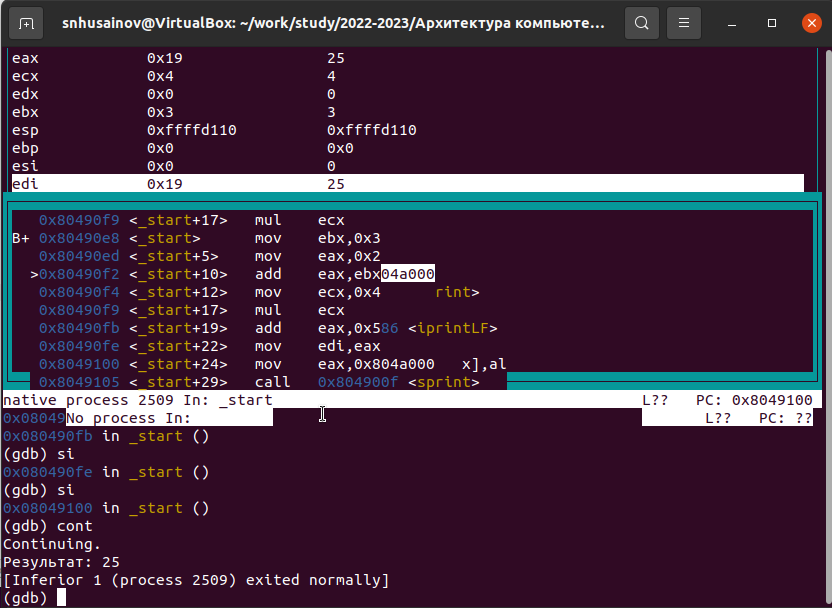 snhusainov@VirtualBox: ~/work/study/2022-2023/Архитектура компьюте...
eax 0x19 25
ecx 0x4 4
edx 0x0 0
ebx 0x3 3
esp 0xffffd110 0xffffd110
ebp 0x0 0x0
esi 0x0 0
edi 0x19 25
0x80490f9 <_start+17> mul ecx
B+ 0x80490e8 <_start> mov ebx,0x3
0x80490ed <_start+5> mov eax,0x2
>0x80490f2 <_start+10> add eax,ebx04a000
0x80490f4 <_start+12> mov ecx,0x4 rint>
0x80490f9 <_start+17> mul ecx
0x80490fb <_start+19> add eax,0x586 <iprintLF>
0x80490fe <_start+22> mov edi,eax
0x8049100 <_start+24> mov eax,0x804a000 x],al
0x8049105 <_start+29> call 0x804900f <sprint>
native process 2509 In: _start L?? PC: 0x8049100
0x08049No process In: L?? PC: ??
0x080490fb in _start ()
(gdb) si
0x080490fe in _start ()
(gdb) si
0x08049100 in _start ()
(gdb) cont
Continuing.
Результат: 25
[Inferior 1 (process 2509) exited normally]
(gdb)